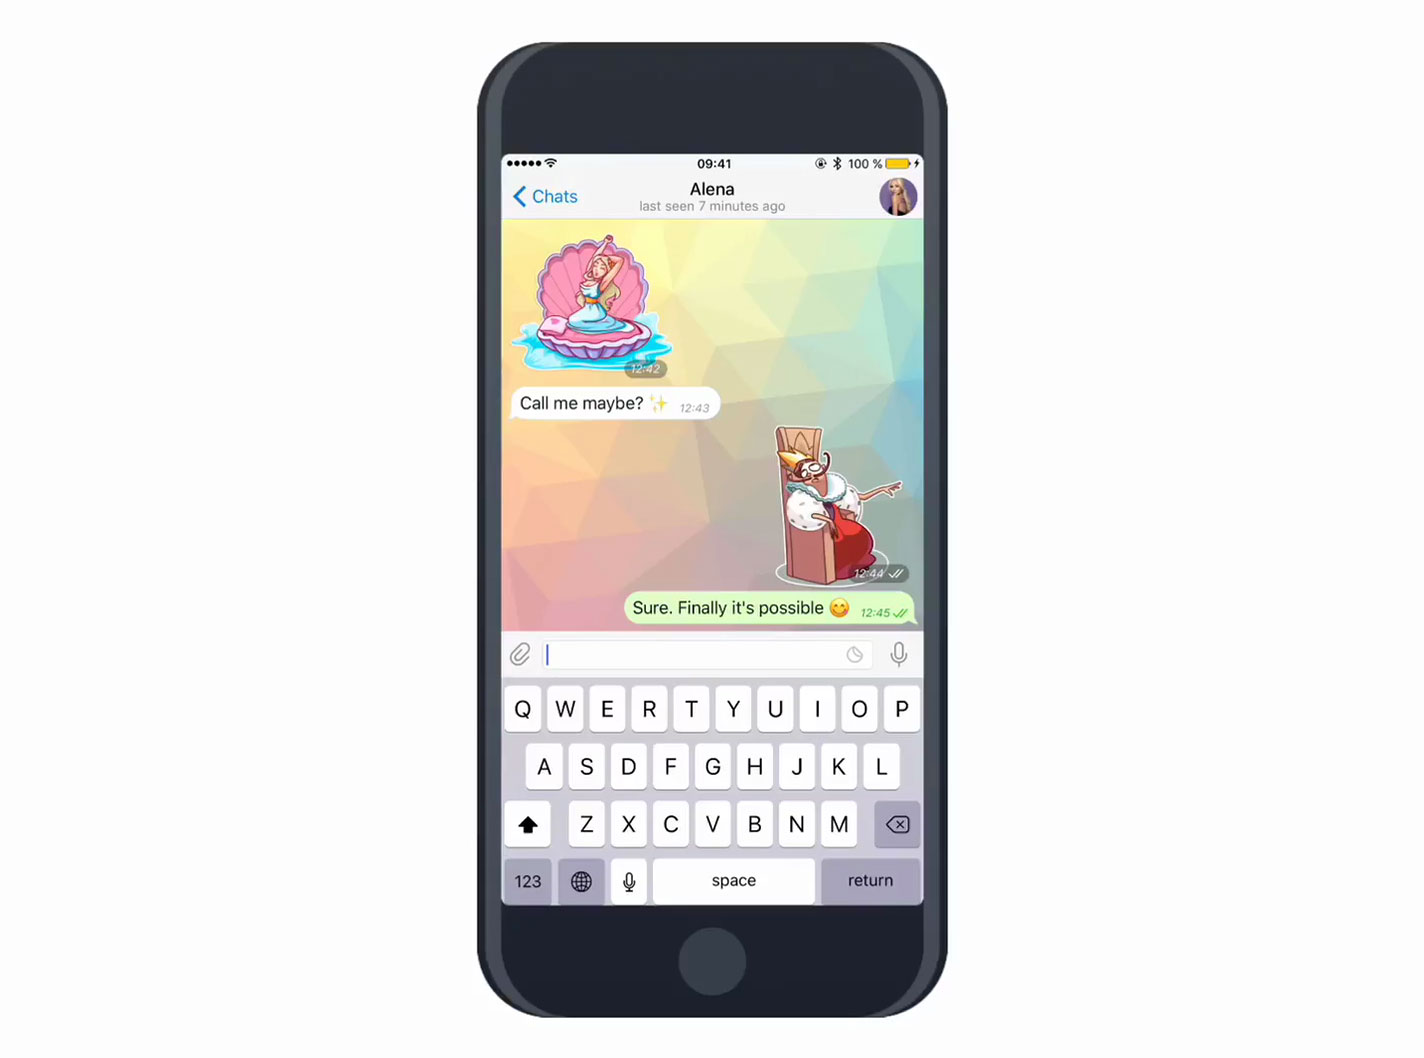 09:41
100 %
Chats
Alena
last seen 7 minutes ago
12:42
Call me maybe? ✨ 12:43
12:44
Sure. Finally it's possible 😋 12:45
Q W E R T Y U I O P
A S D F G H J K L
Z X C V B N M
123 space return